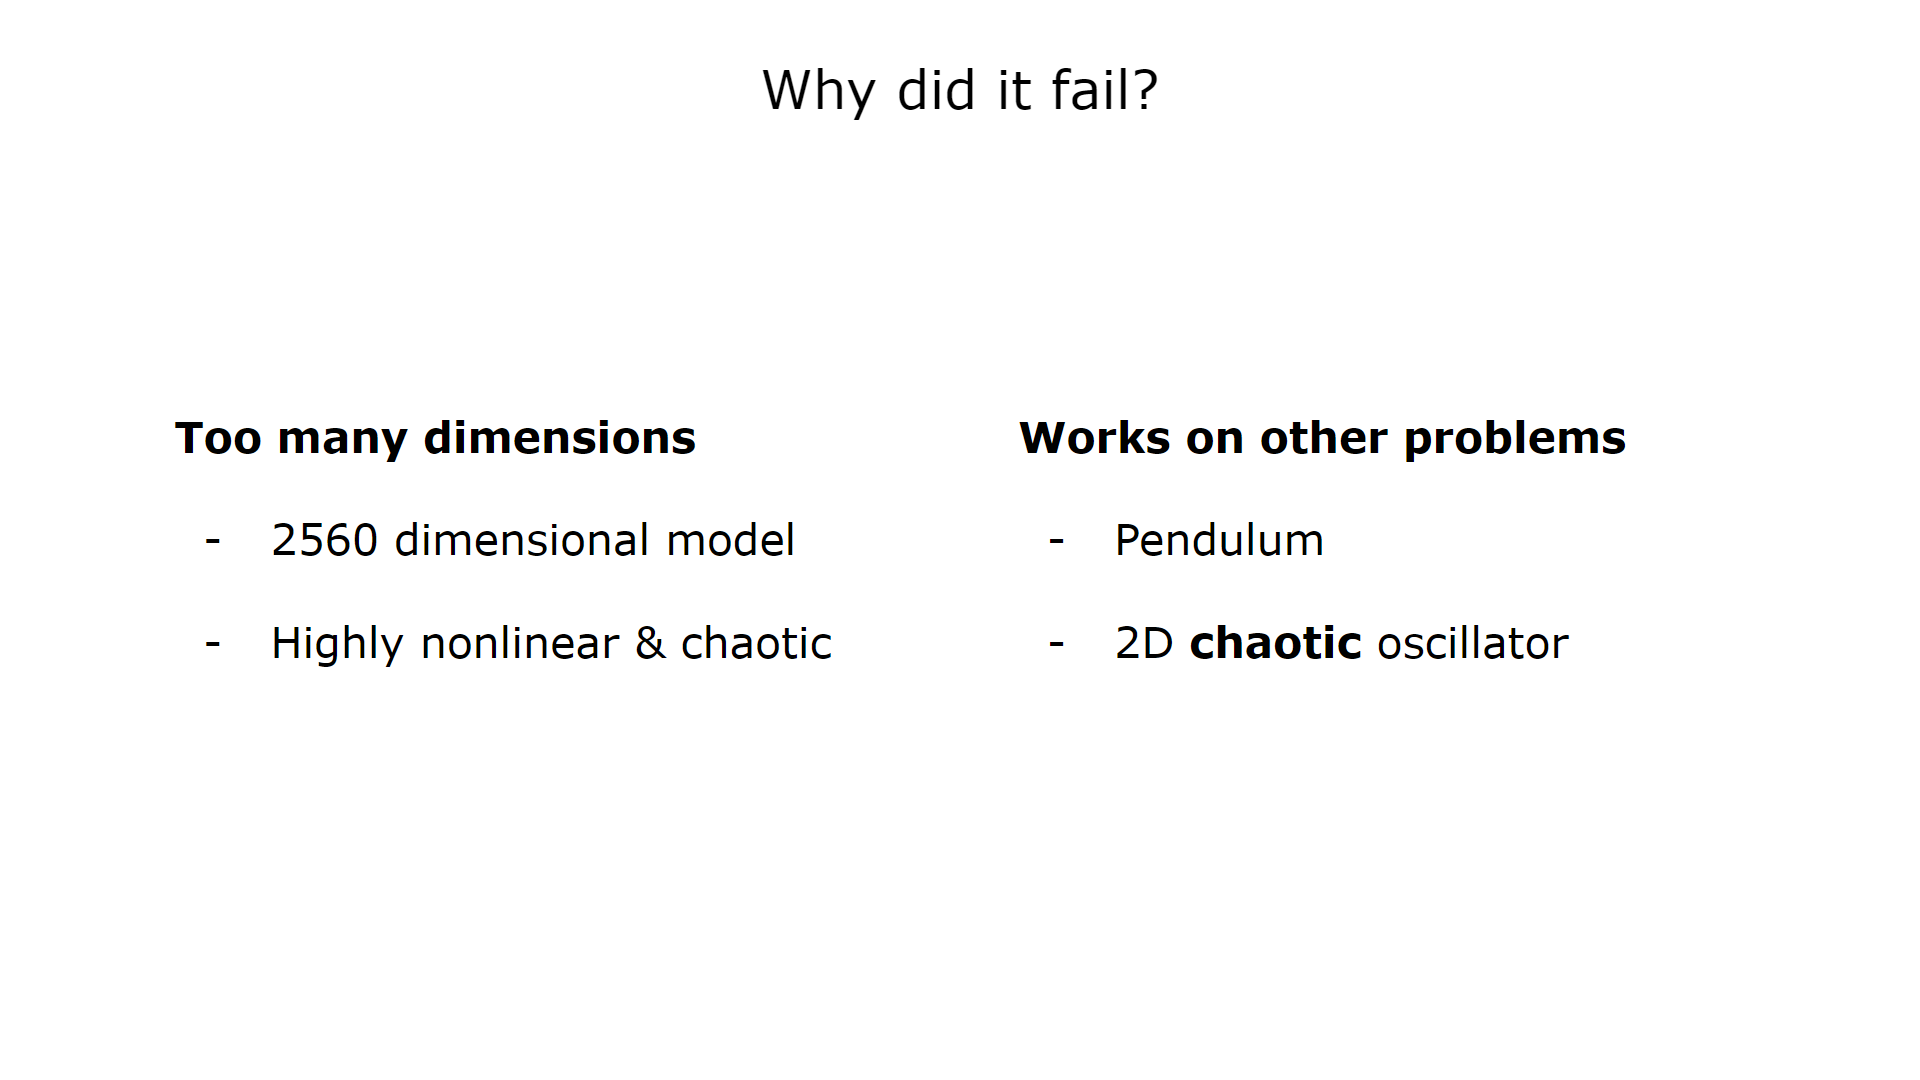 Why did it fail?
Too many dimensions
- 2560 dimensional model
- Highly nonlinear & chaotic
Works on other problems
- Pendulum
- 2D chaotic oscillator